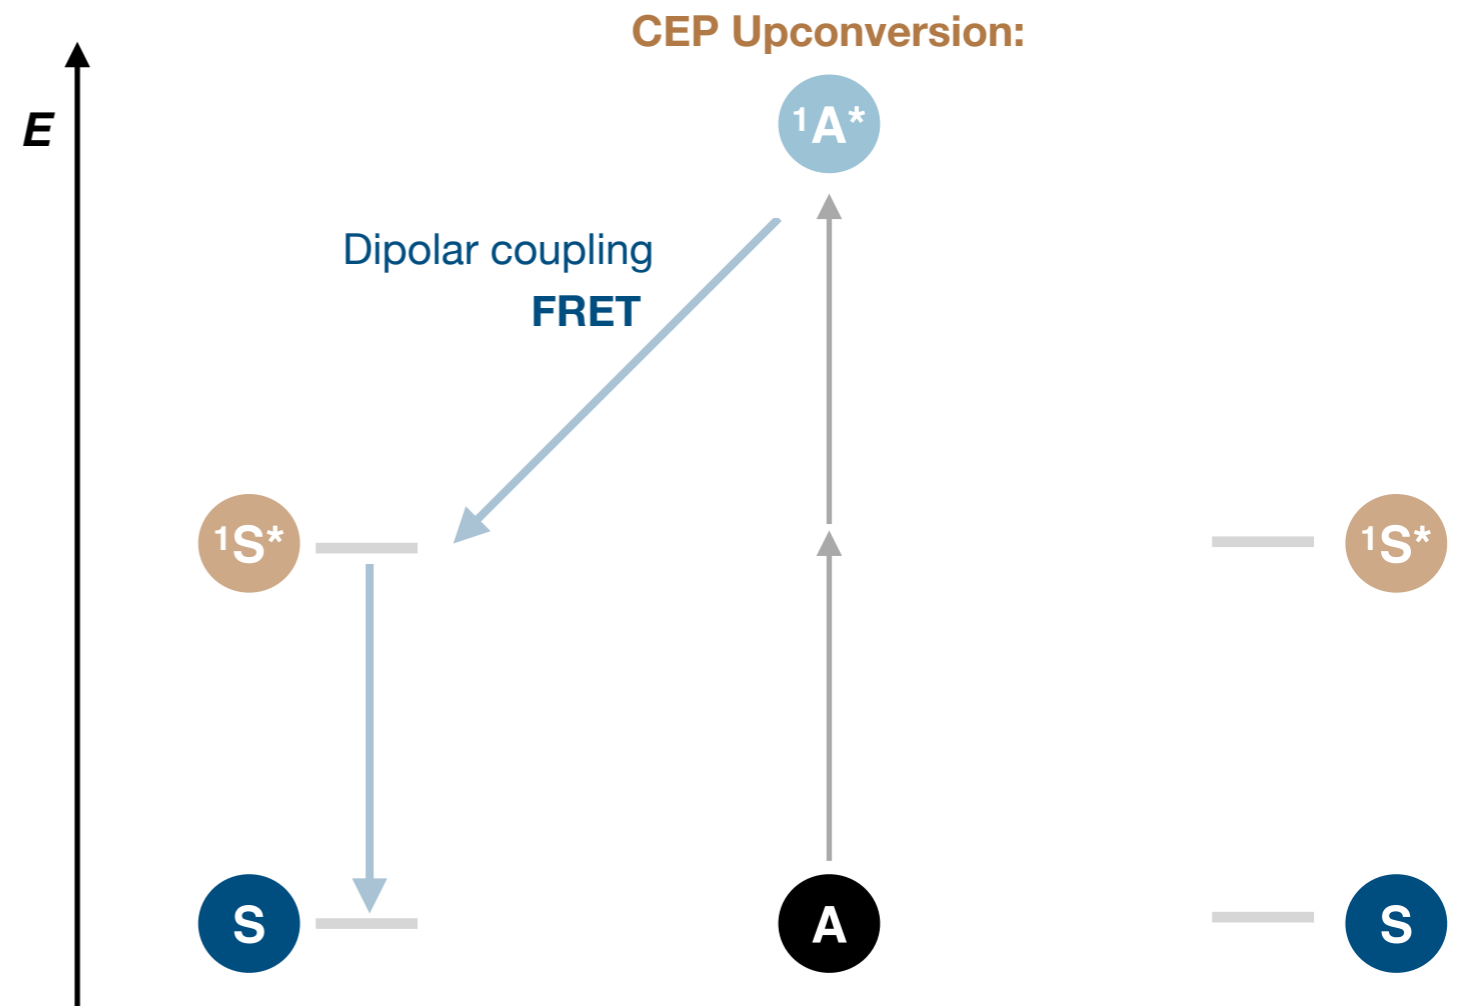 CEP Upconversion:
E
¹A*
Dipolar coupling
FRET
¹S*
¹S*
S
A
S